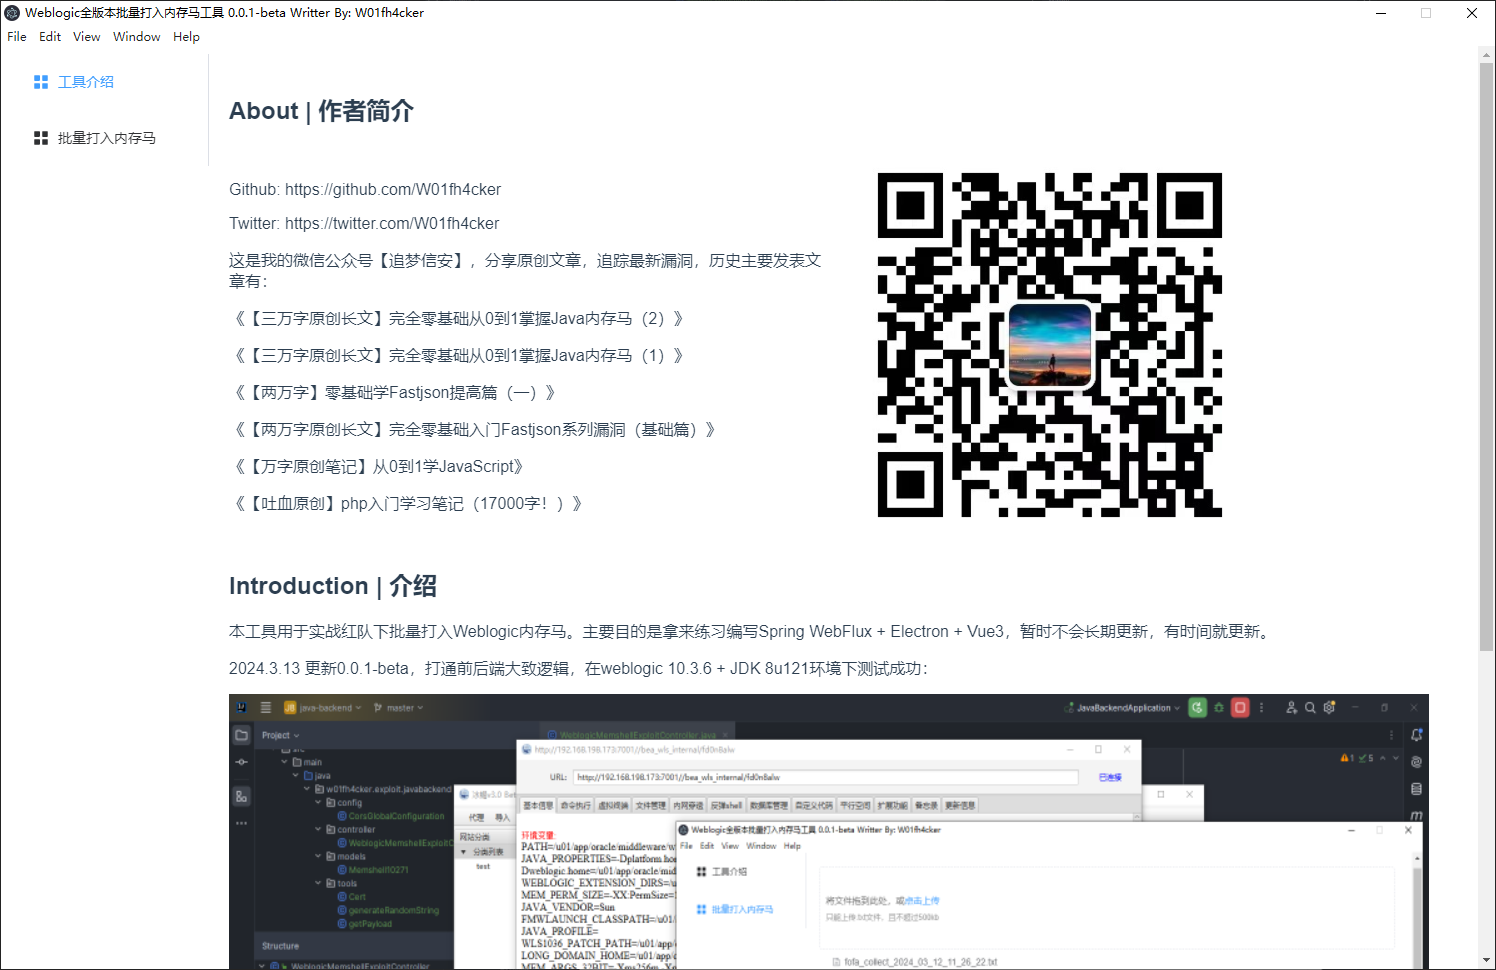 Weblogic全版本批量打入内存马工具 0.0.1-beta Writter By: W01fh4cker
File Edit View Window Help
工具介绍
批量打入内存马
About | 作者简介
Github: https://github.com/W01fh4cker
Twitter: https://twitter.com/W01fh4cker
这是我的微信公众号【追梦信安】，分享原创文章，追踪最新漏洞，历史主要发表文
章有：
《【三万字原创长文】完全零基础从0到1掌握Java内存马（2）》
《【三万字原创长文】完全零基础从0到1掌握Java内存马（1）》
《【两万字】零基础学Fastjson提高篇（一）》
《【两万字原创长文】完全零基础入门Fastjson系列漏洞（基础篇）》
《【万字原创笔记】从0到1学JavaScript》
《【吐血原创】php入门学习笔记（17000字！）》
Introduction | 介绍
本工具用于实战红队下批量打入Weblogic内存马。主要目的是拿来练习编写Spring WebFlux + Electron + Vue3，暂时不会长期更新，有时间就更新。
2024.3.13 更新0.0.1-beta，打通前后端大致逻辑，在weblogic 10.3.6 + JDK 8u121环境下测试成功：
JB java-backend master JavaBackendApplication
Project
WeblogicMemshellExploitController.java
1 5
src
main
java
w01fh4cker.exploit.javabackend
config
CorsGlobalConfiguration
controller
WeblogicMemshellExploitC
models
Memshell10271
tools
Cert
generateRandomString
getPayload
Structure
WeblogicMemshellExploitController
冰蝎v3.0 Bet
代理 导入
网站分类
分类列表
test
http://192.168.198.173:7001//bea_wls_internal/fd0n8alw
URL: http://192.168.198.173:7001//bea_wls_internal/fd0n8alw 已连接
基本信息 命令执行 虚拟终端 文件管理 内网穿透 反弹shell 数据库管理 自定义代码 平行空间 扩展功能 备忘录 更新信息
环境变量:
PATH=/u01/app/oracle/middleware/w
JAVA_PROPERTIES=-Dplatform.hom
Dweblogic.home=/u01/app/oracle/mid
WEBLOGIC_EXTENSION_DIRS=/u
MEM_PERM_SIZE=-XX:PermSize=
JAVA_VENDOR=Sun
FMWLAUNCH_CLASSPATH=/u01/
JAVA_PROFILE=
WLS1036_PATCH_PATH=/u01/app/
LONG_DOMAIN_HOME=/u01/app/o
MEM_ARGS_32BIT=-Xms256m -Xm
Weblogic全版本批量打入内存马工具 0.0.1-beta Writter By: W01fh4cker
File Edit View Window Help
工具介绍
批量打入内存马
将文件拖到此处，或点击上传
只能上传.txt文件，且不超过500kb
fofa_collect_2024_03_12_11_26_22.txt